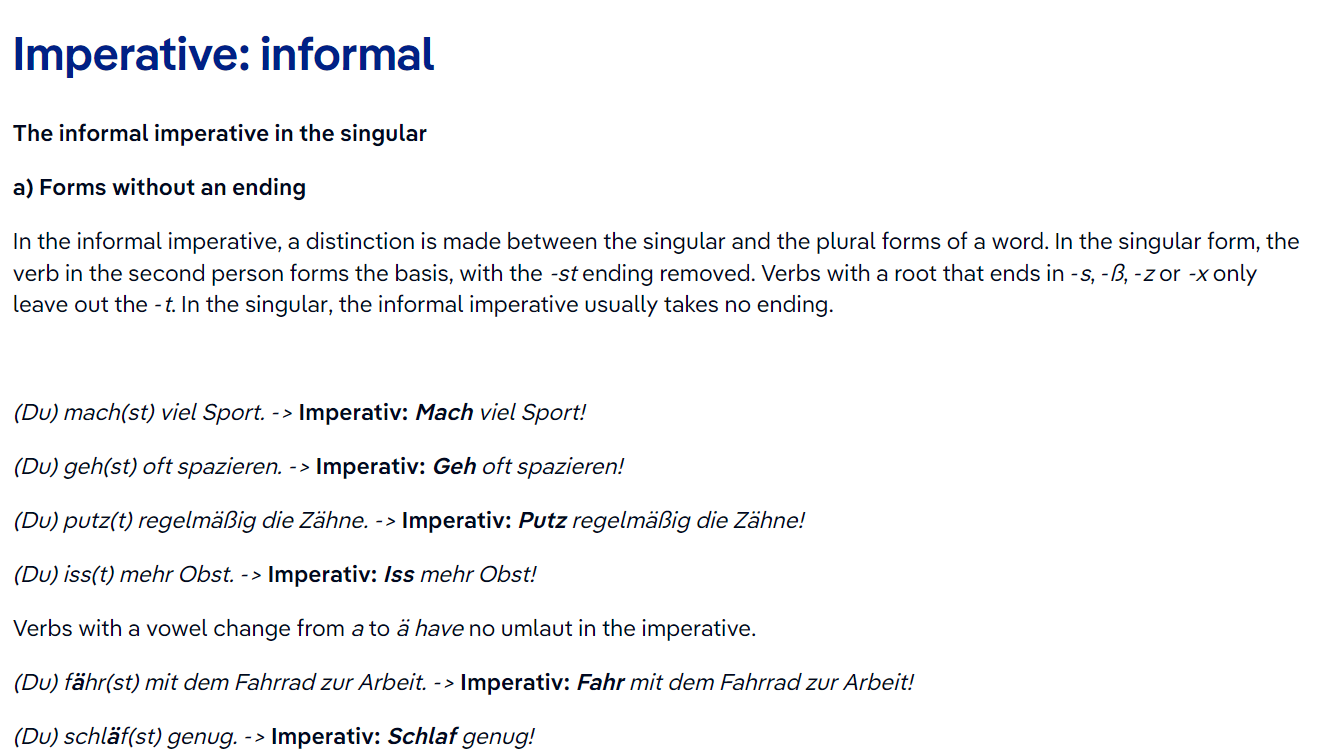 Imperative: informal
The informal imperative in the singular
a) Forms without an ending
In the informal imperative, a distinction is made between the singular and the plural forms of a word. In the singular form, the
verb in the second person forms the basis, with the -st ending removed. Verbs with a root that ends in -s, -ß, -z or -x only
leave out the -t. In the singular, the informal imperative usually takes no ending.
(Du) mach(st) viel Sport. -> Imperativ: Mach viel Sport!
(Du) geh(st) oft spazieren. -> Imperativ: Geh oft spazieren!
(Du) putz(t) regelmäßig die Zähne. -> Imperativ: Putz regelmäßig die Zähne!
(Du) iss(t) mehr Obst. -> Imperativ: Iss mehr Obst!
Verbs with a vowel change from a to ä have no umlaut in the imperative.
(Du) fähr(st) mit dem Fahrrad zur Arbeit. -> Imperativ: Fahr mit dem Fahrrad zur Arbeit!
(Du) schläf(st) genug. -> Imperativ: Schlaf genug!